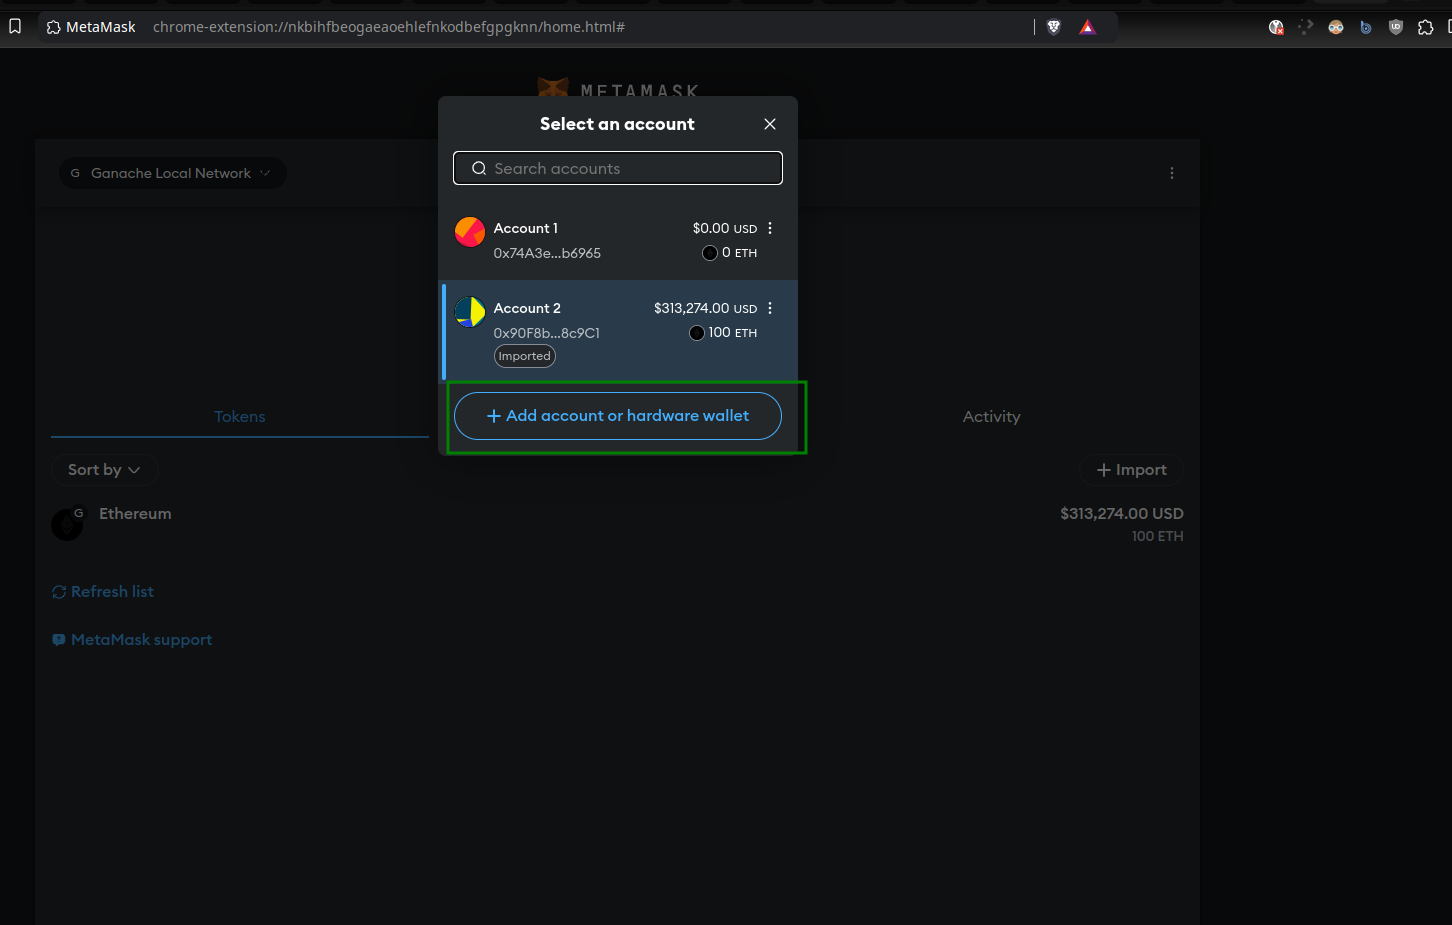 MetaMask chrome-extension://nkbihfbeogaeaoehlefnkodbefgpgknn/home.html#
METAMASK
Select an account
G Ganache Local Network
Search accounts
Account 1 $0.00 USD
0x74A3e...b6965 0 ETH
Account 2 $313,274.00 USD
0x90F8b...8c9C1 100 ETH
Imported
+ Add account or hardware wallet
Tokens Activity
Sort by + Import
G Ethereum $313,274.00 USD
100 ETH
Refresh list
MetaMask support